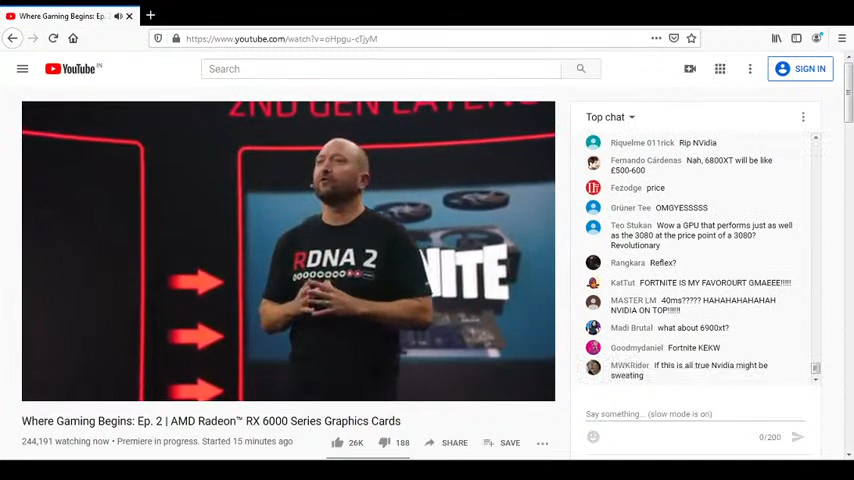 Where Gaming Begins: Ep. 2
https://www.youtube.com/watch?v=oHpgu-cTjyM
YouTube IN
Search
SIGN IN
2ND GEN
RDNA 2
NITE
Top chat
Riquelme 011rick Rip NVidia
Fernando Cárdenas Nah, 6800XT will be like
£500-600
Fezodge price
Grüner Tee OMGYESSSSS
Teo Stukan Wow a GPU that performs just as well
as the 3080 at the price point of a 3080?
Revolutionary
Rangkara Reflex?
KatTut FORTNITE IS MY FAVOROURT GMAEEE!!!!!
MASTER LM 40ms????? HAHAHAHAHAHAH
NVIDIA ON TOP!!!!!!
Madi Brutal what about 6900xt?
Goodmydaniel Fortnite KEKW
MWKRider If this is all true Nvidia might be
sweating
Say something... (slow mode is on)
0/200
Where Gaming Begins: Ep. 2 | AMD Radeon™ RX 6000 Series Graphics Cards
244,191 watching now • Premiere in progress. Started 15 minutes ago
26K
188
SHARE
SAVE